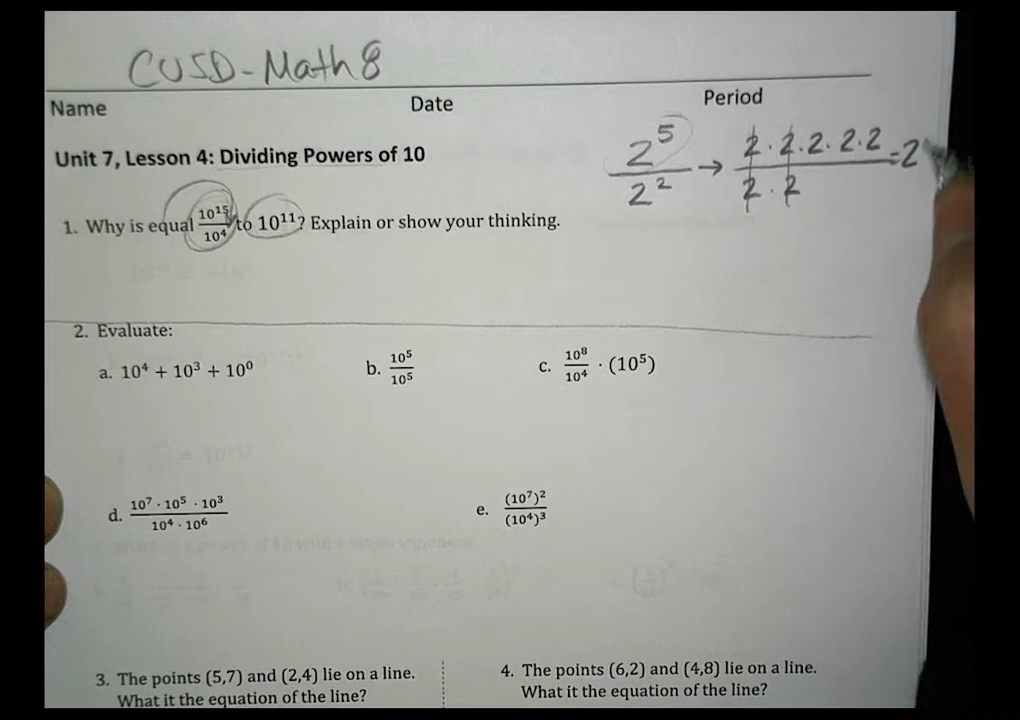 CUSD-Math 8
Name Date Period
Unit 7, Lesson 4: Dividing Powers of 10
2⁵/2² → 2·2·2·2·2/2·2 =2
1. Why is equal 10¹⁵/10⁴ to 10¹¹? Explain or show your thinking.
2. Evaluate:
a. 10⁴ + 10³ + 10⁰ b. 10⁵/10⁵ c. 10⁸/10⁴ · (10⁵)
d. 10⁷ · 10⁵ · 10³/10⁴ · 10⁶ e. (10⁷)²/(10⁴)³
3. The points (5,7) and (2,4) lie on a line.
What it the equation of the line?
4. The points (6,2) and (4,8) lie on a line.
What it the equation of the line?